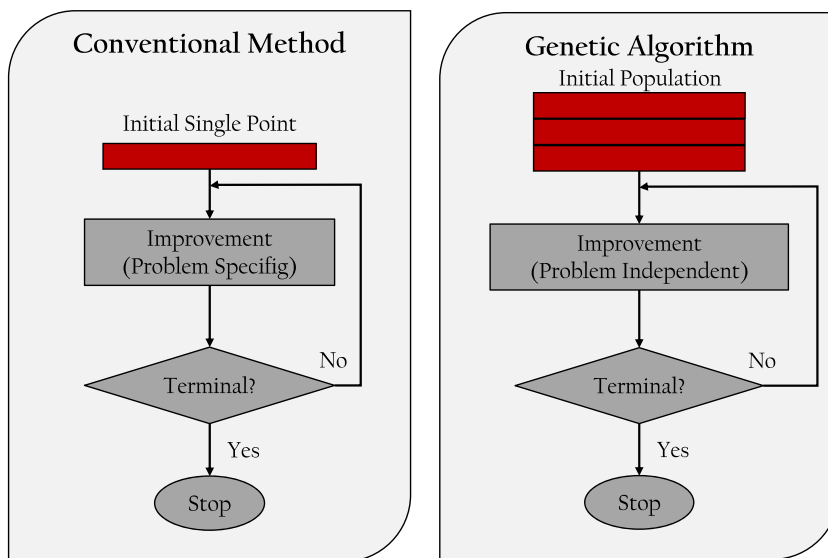 Conventional Method
Initial Single Point
Improvement
(Problem Specifig)
No
Terminal?
Yes
Stop
Genetic Algorithm
Initial Population
Improvement
(Problem Independent)
No
Terminal?
Yes
Stop